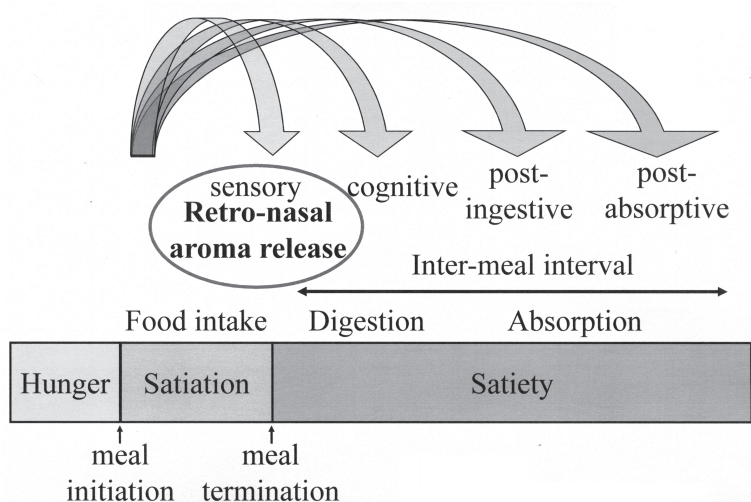 sensory
Retro-nasal
aroma release
cognitive
post-
ingestive
post-
absorptive
Inter-meal interval
Food intake
Digestion
Absorption
Hunger
Satiation
Satiety
meal
initiation
meal
termination